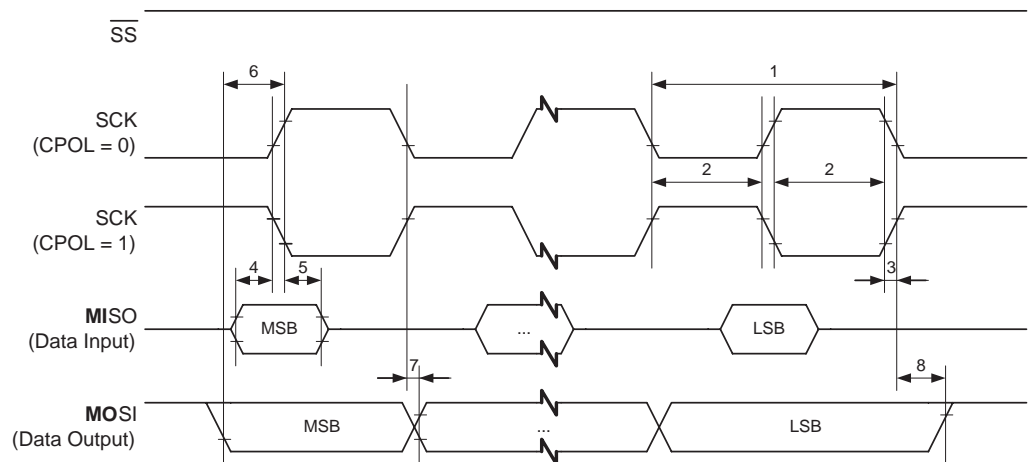 SS
6
1
SCK
(CPOL = 0)
2
2
SCK
(CPOL = 1)
4
5
3
MISO
(Data Input)
MSB
...
LSB
7
8
MOSI
(Data Output)
MSB
...
LSB